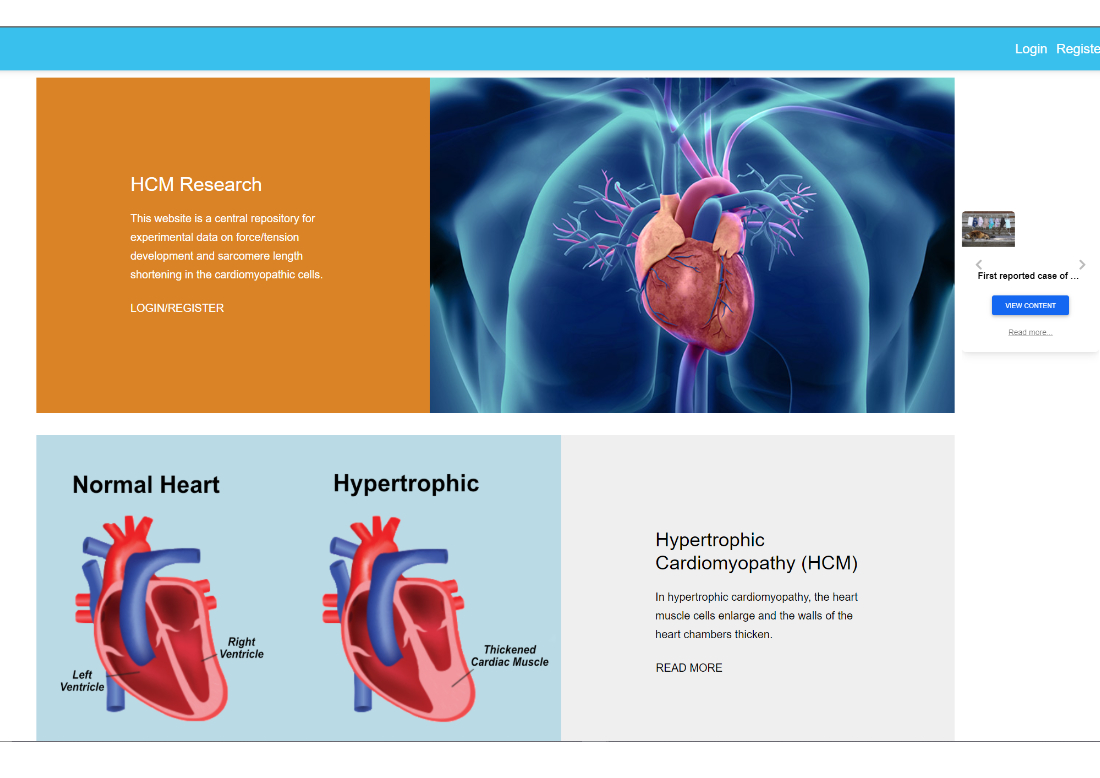 Login Registe
HCM Research
This website is a central repository for
experimental data on force/tension
development and sarcomere length
shortening in the cardiomyopathic cells.
LOGIN/REGISTER
First reported case of ...
VIEW CONTENT
Read more...
Normal Heart
Hypertrophic
Right
Ventricle
Left
Ventricle
Thickened
Cardiac Muscle
Hypertrophic
Cardiomyopathy (HCM)
In hypertrophic cardiomyopathy, the heart
muscle cells enlarge and the walls of the
heart chambers thicken.
READ MORE